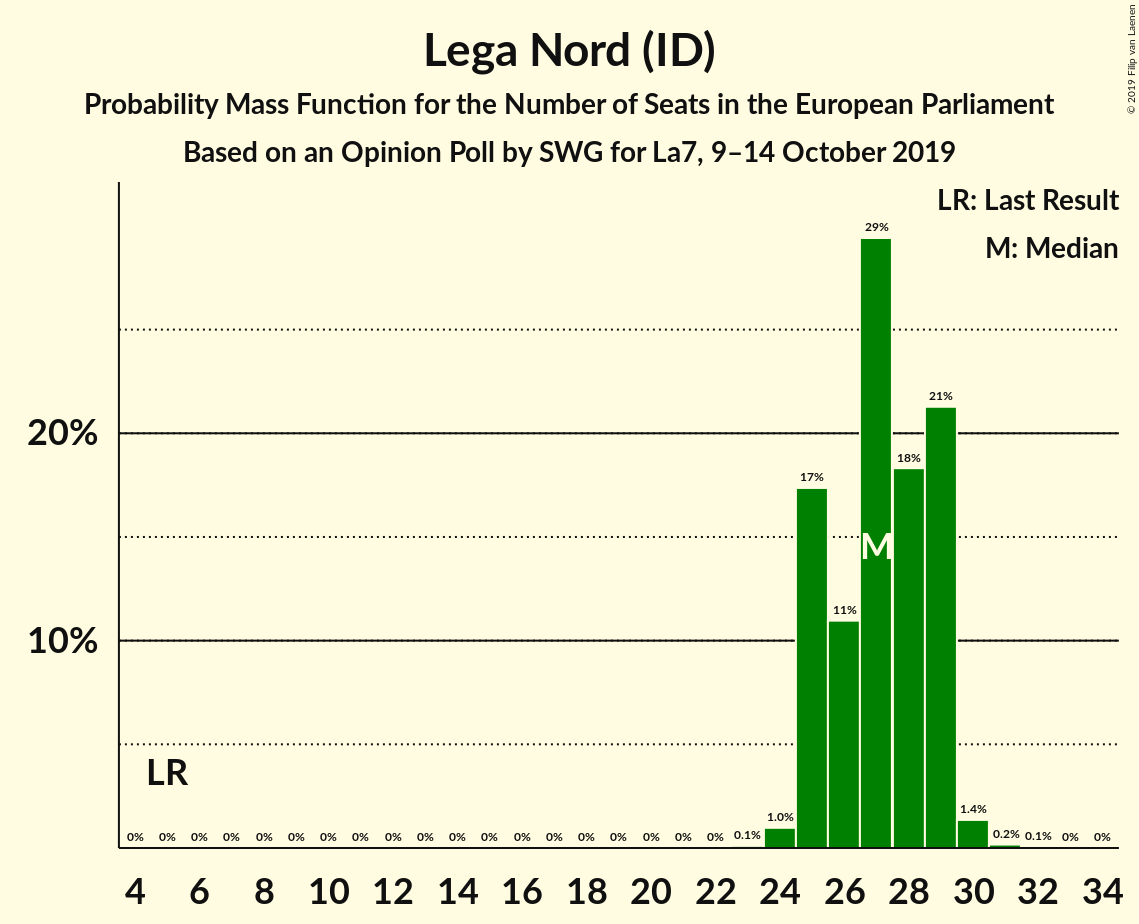 Lega Nord (ID)
Probability Mass Function for the Number of Seats in the European Parliament
Based on an Opinion Poll by SWG for La7, 9–14 October 2019
© 2019 Filip van Laenen
LR: Last Result
M: Median
29%
21%
20%
18%
17%
M
11%
10%
LR
0% 0% 0% 0% 0% 0% 0% 0% 0% 0% 0% 0% 0% 0% 0% 0% 0% 0% 0% 0.1% 1.0% 1.4% 0.2% 0.1% 0% 0%
4 6 8 10 12 14 16 18 20 22 24 26 28 30 32 34